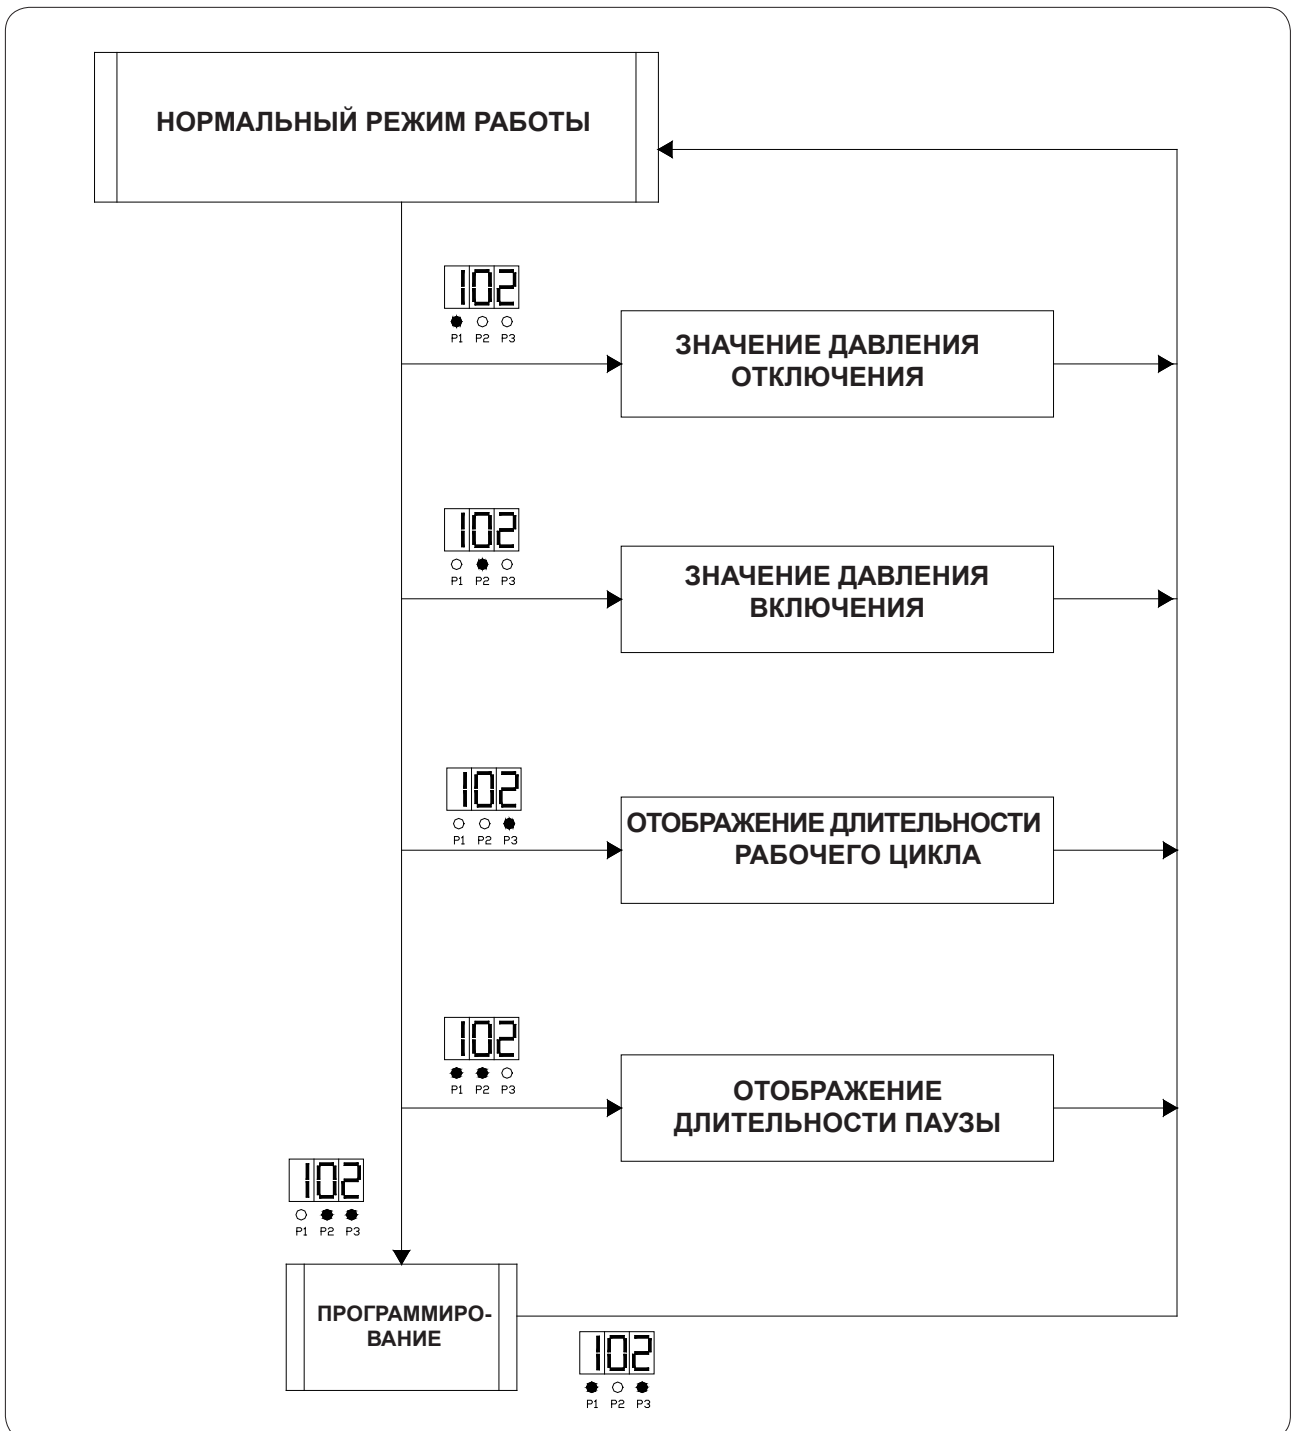 НОРМАЛЬНЫЙ РЕЖИМ РАБОТЫ
102
P1 P2 P3
ЗНАЧЕНИЕ ДАВЛЕНИЯ
ОТКЛЮЧЕНИЯ
102
P1 P2 P3
ЗНАЧЕНИЕ ДАВЛЕНИЯ
ВКЛЮЧЕНИЯ
102
P1 P2 P3
ОТОБРАЖЕНИЕ ДЛИТЕЛЬНОСТИ
РАБОЧЕГО ЦИКЛА
102
P1 P2 P3
ОТОБРАЖЕНИЕ
ДЛИТЕЛЬНОСТИ ПАУЗЫ
102
P1 P2 P3
ПРОГРАММИРО-
ВАНИЕ
102
P1 P2 P3